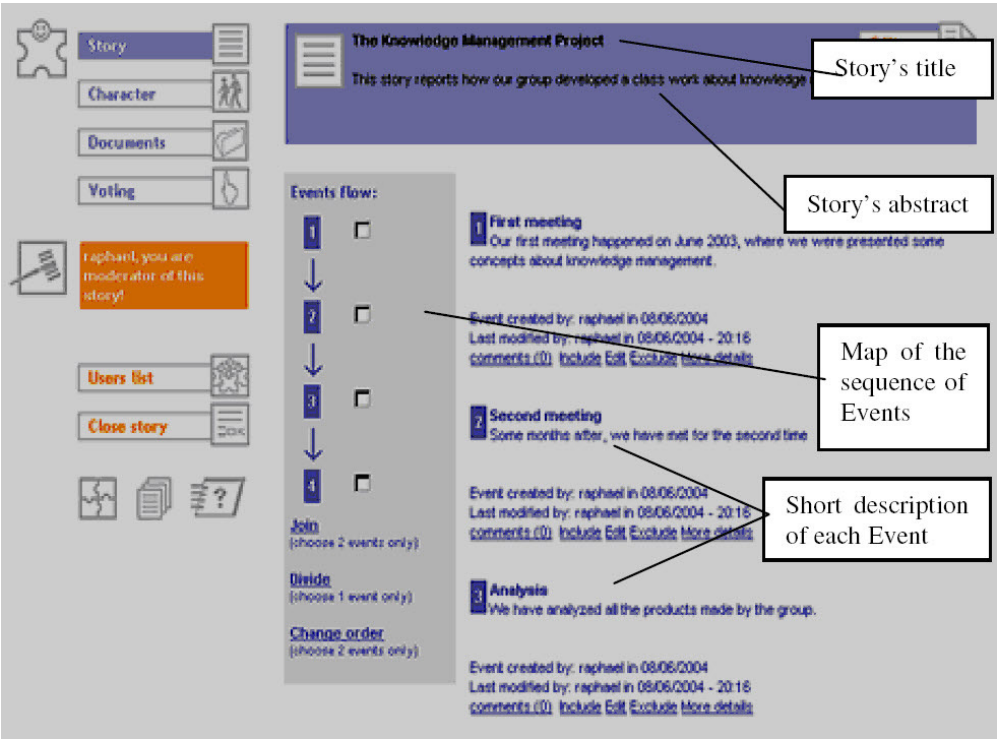 Story
Character
Documents
Voting
raphael, you are
moderator of this
story!
Users list
Close story
The Knowledge Management Project
This story reports how our group developed a class work about knowledge
Story's title
Story's abstract
Events flow:
1
2
3
4
Join
(choose 2 events only)
Divide
(choose 1 event only)
Change order
(choose 2 events only)
1 First meeting
Our first meeting happened on June 2003, where we were presented some
concepts about knowledge management.
Event created by: raphael in 08/06/2004
Last modified by: raphael in 08/06/2004 - 20:16
comments (0) Include Edit Exclude More details
Map of the
sequence of
Events
2 Second meeting
Some months after, we have met for the second time
Event created by: raphael in 08/06/2004
Last modified by: raphael in 08/06/2004 - 20:16
comments (0) Include Edit Exclude More details
Short description
of each Event
3 Analysis
We have analyzed all the products made by the group.
Event created by: raphael in 08/06/2004
Last modified by: raphael in 08/06/2004 - 20:16
comments (0) Include Edit Exclude More details
?